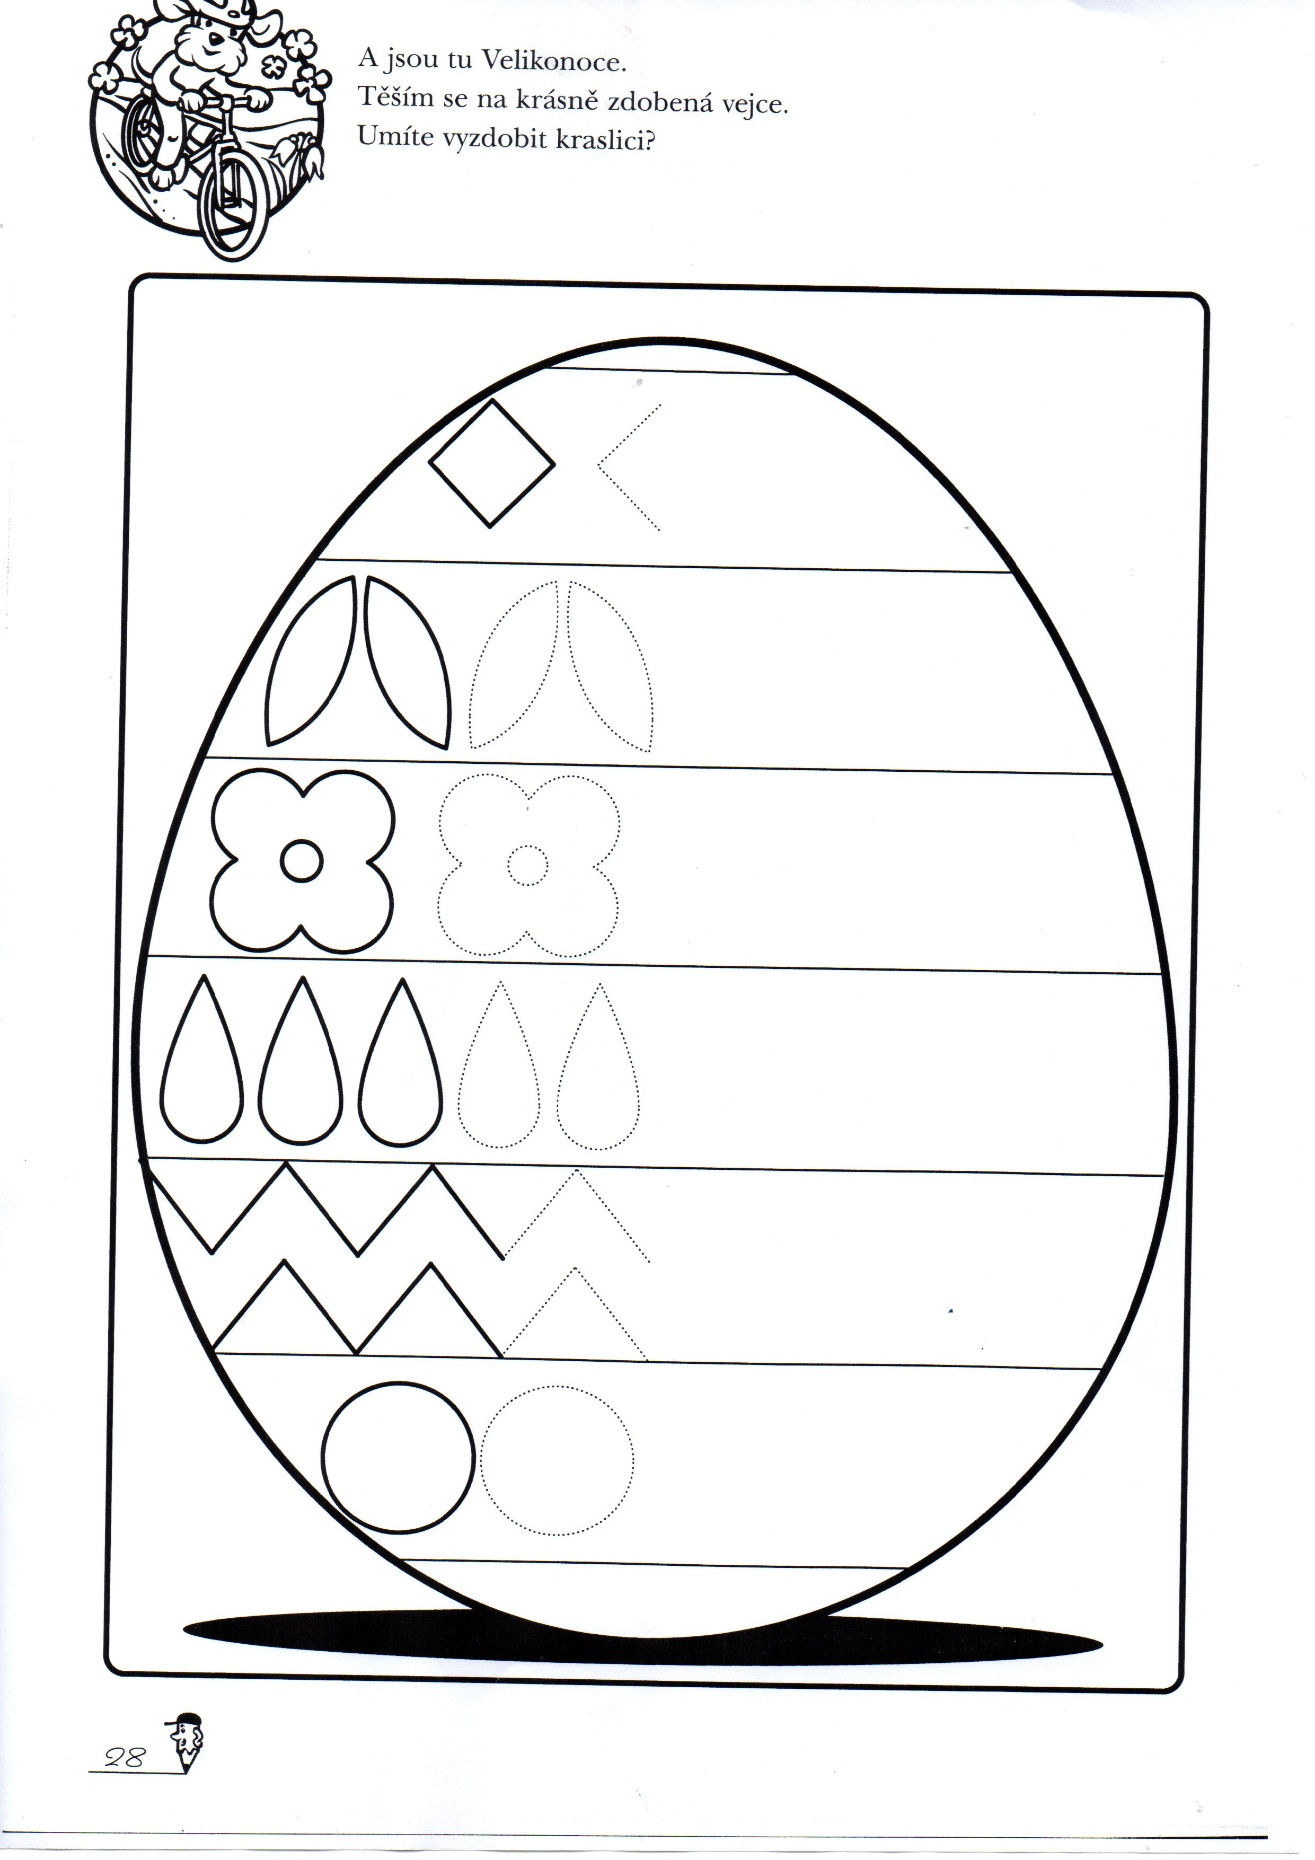 A jsou tu Velikonoce.
Těším se na krásně zdobená vejce.
Umíte vyzdobit kraslici?
28